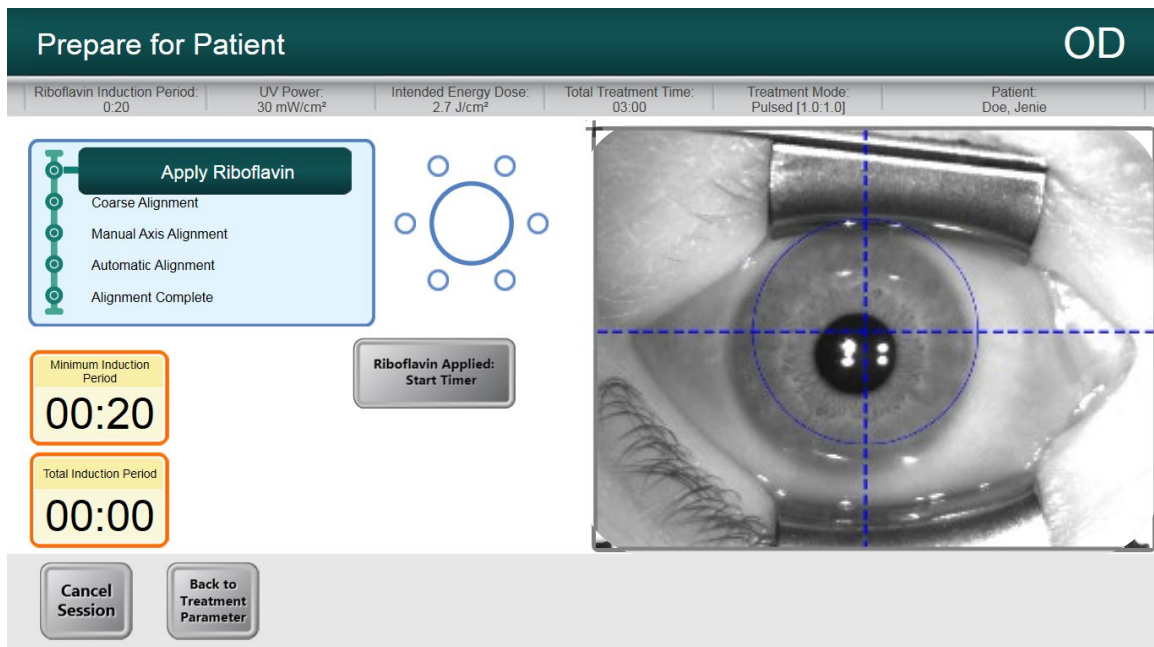 Prepare for Patient
OD
Riboflavin Induction Period:
0:20
UV Power:
30 mW/cm²
Intended Energy Dose:
2.7 J/cm²
Total Treatment Time:
03:00
Treatment Mode:
Pulsed [1.0:1.0]
Patient:
Doe, Jenie
Apply Riboflavin
Coarse Alignment
Manual Axis Alignment
Automatic Alignment
Alignment Complete
Minimum Induction
Period
00:20
Riboflavin Applied:
Start Timer
Total Induction Period
00:00
Cancel
Session
Back to
Treatment
Parameter